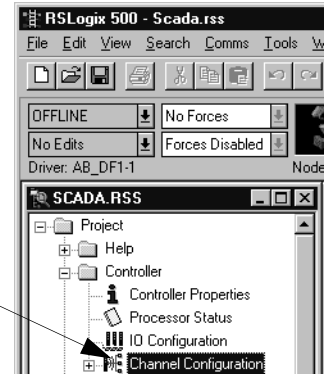 RSLogix 500 - Scada.rss
File Edit View Search Comms Tools W
OFFLINE No Forces
No Edits Forces Disabled
Driver: AB_DF1-1 Node
SCADA.RSS
Project
Help
Controller
Controller Properties
Processor Status
IO Configuration
Channel Configuration